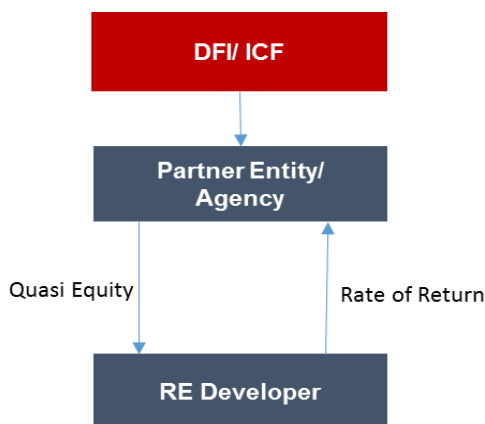 DFI/ ICF
Partner Entity/
Agency
Quasi Equity
Rate of Return
RE Developer